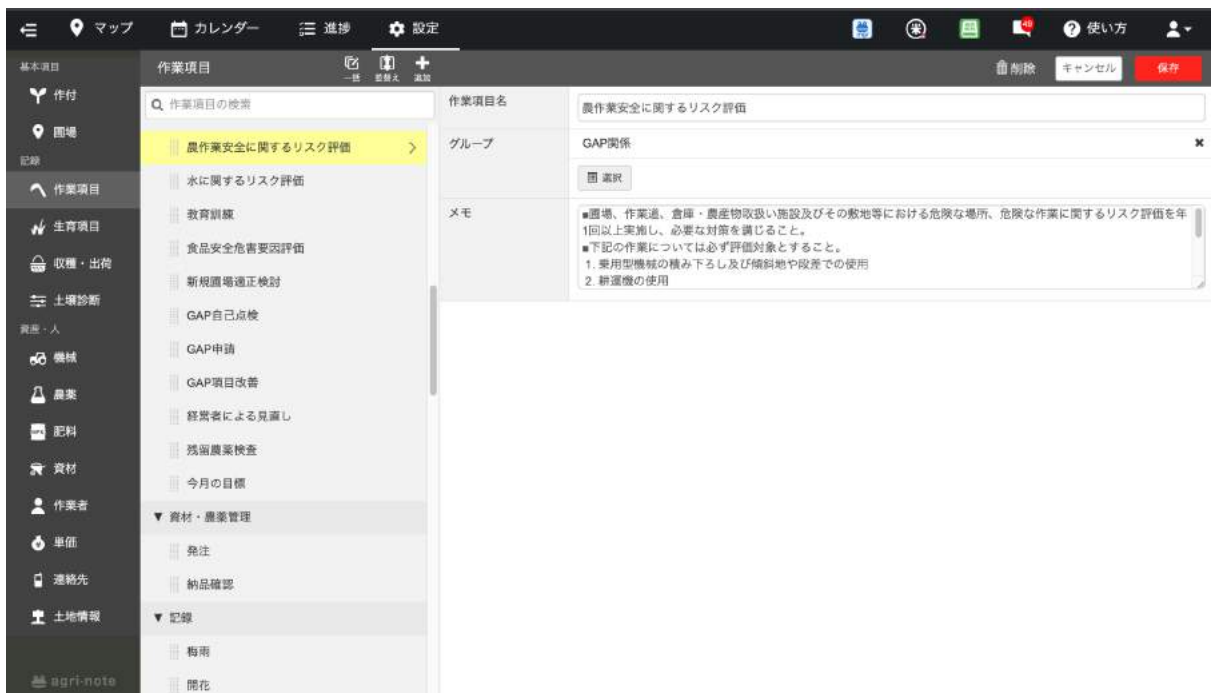 マップ
カレンダー
進捗
設定
米
49
使い方
基本項目
作付
圃場
記録
作業項目
生育項目
収穫・出荷
土壌診断
資産・人
機械
農薬
肥料
資材
作業者
単価
連絡先
土地情報
agri-note
作業項目
一括
並替え
追加
削除
キャンセル
保存
作業項目の検索
農作業安全に関するリスク評価
水に関するリスク評価
教育訓練
食品安全危害要因評価
新規圃場適正検討
GAP自己点検
GAP申請
GAP項目改善
経営者による見直し
残留農薬検査
今月の目標
▼ 資材・農薬管理
発注
納品確認
▼ 記録
梅雨
開花
作業項目名
農作業安全に関するリスク評価
グループ
GAP関係
選択
メモ
■圃場、作業道、倉庫・農産物取扱い施設及びその敷地等における危険な場所、危険な作業に関するリスク評価を年
1回以上実施し、必要な対策を講じること。
■下記の作業については必ず評価対象とすること。
1. 乗用型機械の積み下ろし及び傾斜地や段差での使用
2. 耕運機の使用